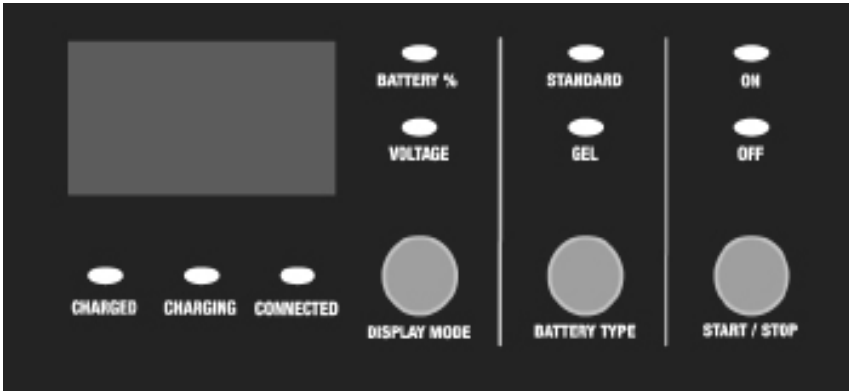 BATTERY %
VOLTAGE
DISPLAY MODE
STANDARD
GEL
BATTERY TYPE
ON
OFF
START / STOP
CHARGED
CHARGING
CONNECTED